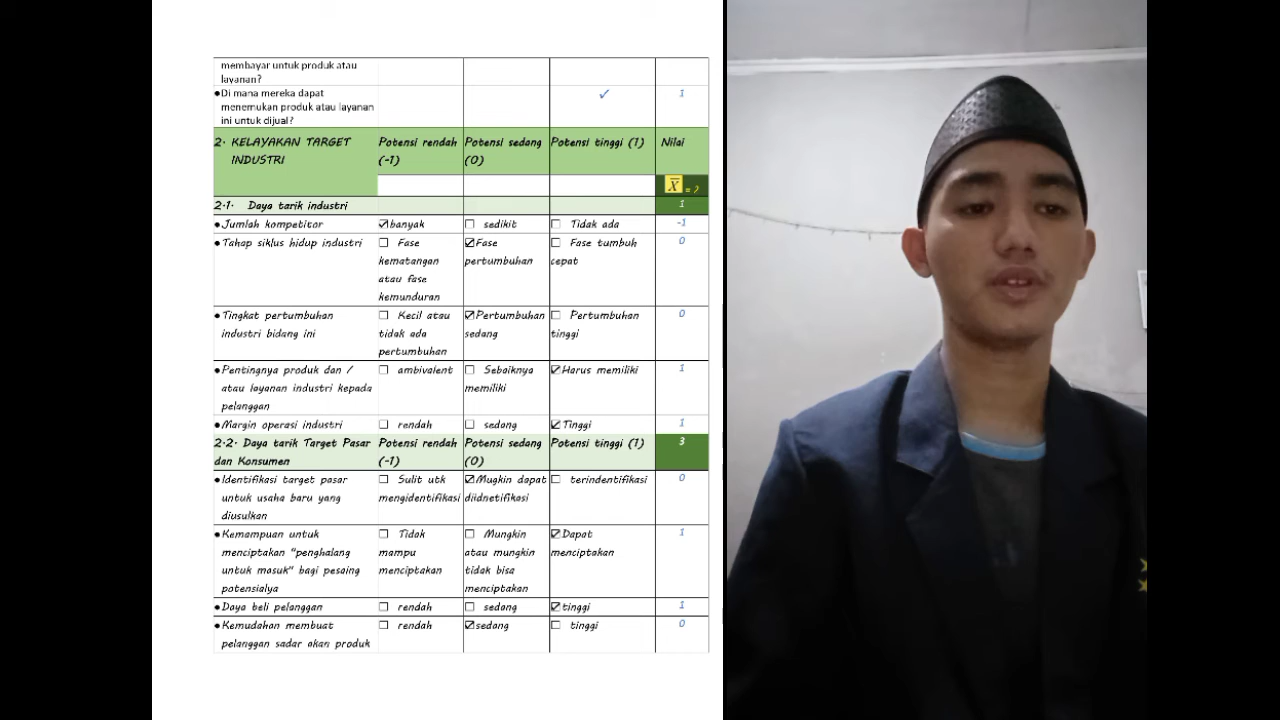 membayar untuk produk atau
layanan?
●Di mana mereka dapat ✓ 1
menemukan produk atau layanan
ini untuk dijual?
2. KELAYAKAN TARGET Potensi rendah Potensi sedang Potensi tinggi (1) Nilai
INDUSTRI (-1) (0)
X̅ = ?
2.1. Daya tarik industri 1
●Jumlah kompetitor ☑banyak ☐ sedikit ☐ Tidak ada -1
●Tahap siklus hidup industri ☐ Fase ☑Fase ☐ Fase tumbuh 0
kematangan pertumbuhan cepat
atau fase
kemunduran
●Tingkat pertumbuhan ☐ Kecil atau ☑Pertumbuhan ☐ Pertumbuhan 0
industri bidang ini tidak ada sedang tinggi
pertumbuhan
●Pentingnya produk dan / ☐ ambivalent ☐ Sebaiknya ☑Harus memiliki 1
atau layanan industri kepada memiliki
pelanggan
●Margin operasi industri ☐ rendah ☐ sedang ☑Tinggi 1
2.2. Daya tarik Target Pasar Potensi rendah Potensi sedang Potensi tinggi (1) 3
dan Konsumen (-1) (0)
●Identifikasi target pasar ☐ Sulit utk ☑Mugkin dapat ☐ terindentifikasi 0
untuk usaha baru yang mengidentifikasi diidnetifikasi
diusulkan
●Kemampuan untuk ☐ Tidak ☐ Mungkin ☑Dapat 1
menciptakan "penghalang mampu atau mungkin menciptakan
untuk masuk" bagi pesaing menciptakan tidak bisa
potensialya menciptakan
●Daya beli pelanggan ☐ rendah ☐ sedang ☑tinggi 1
●Kemudahan membuat ☐ rendah ☑sedang ☐ tinggi 0
pelanggan sadar akan produk